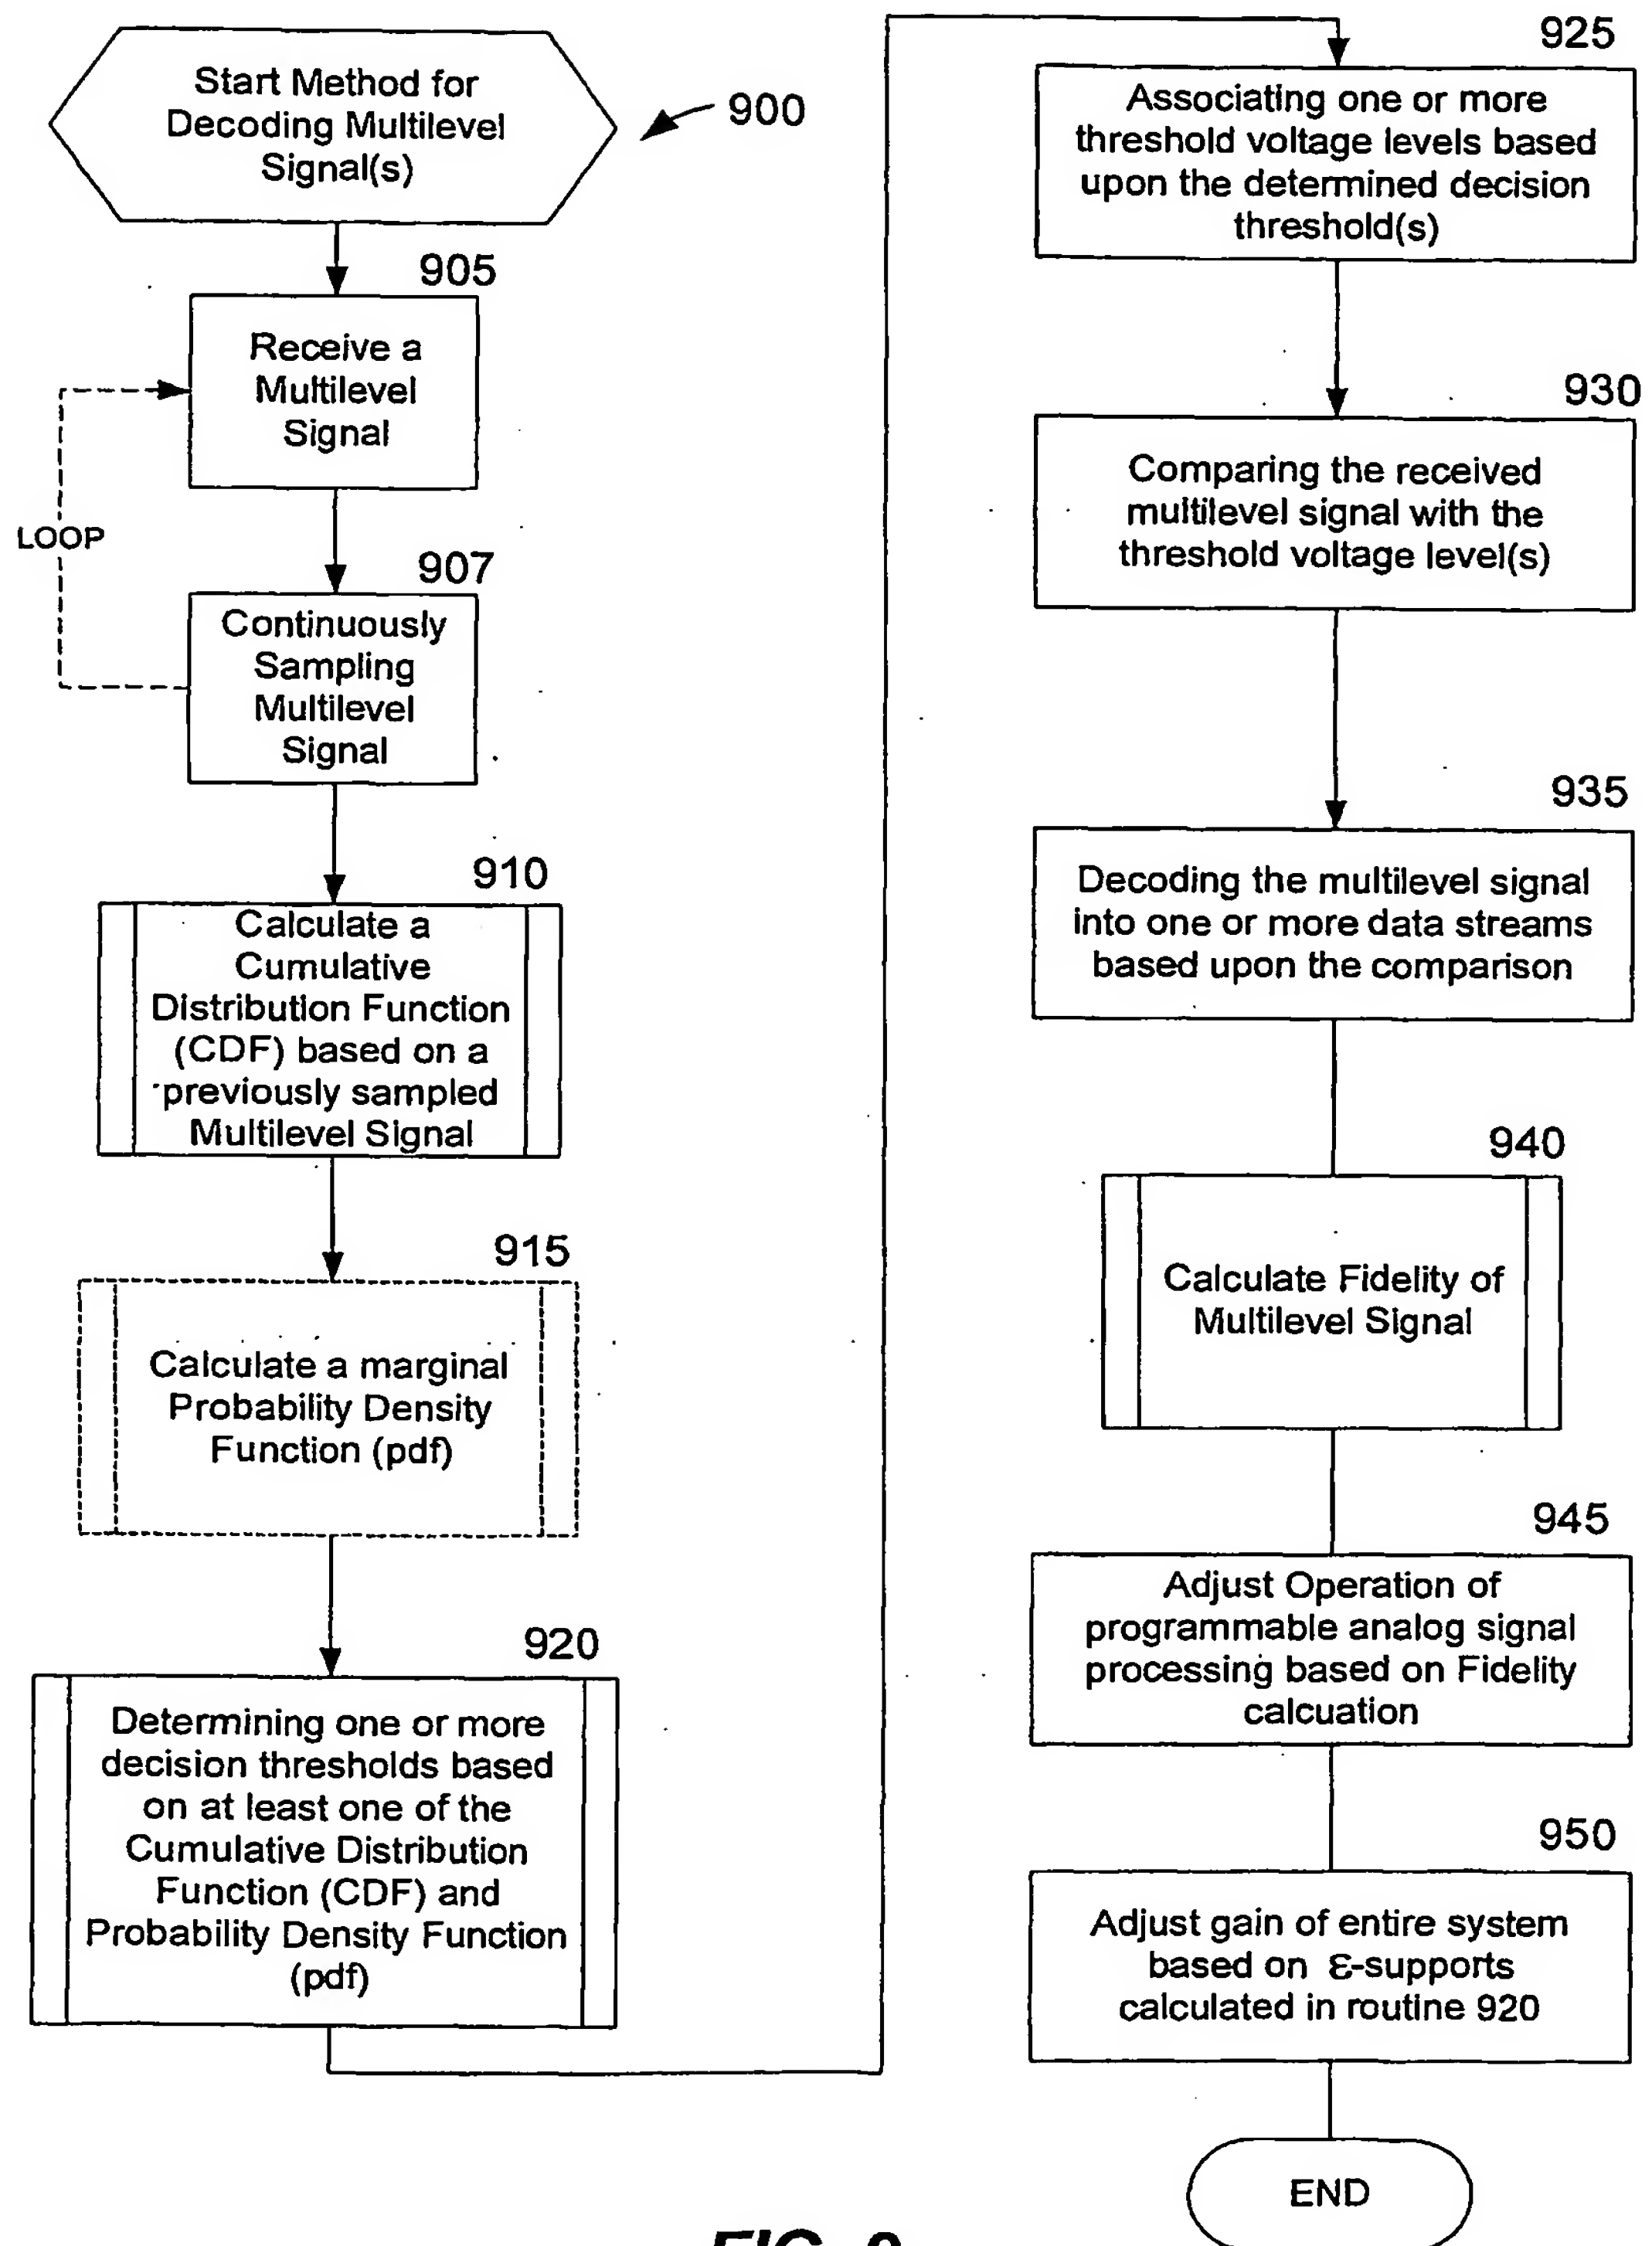 Start Method for
Decoding Multilevel
Signal(s)
900
905
Receive a
Multilevel
Signal
LOOP
907
Continuously
Sampling
Multilevel
Signal
910
Calculate a
Cumulative
Distribution Function
(CDF) based on a
previously sampled
Multilevel Signal
915
Calculate a marginal
Probability Density
Function (pdf)
920
Determining one or more
decision thresholds based
on at least one of the
Cumulative Distribution
Function (CDF) and
Probability Density Function
(pdf)
925
Associating one or more
threshold voltage levels based
upon the determined decision
threshold(s)
930
Comparing the received
multilevel signal with the
threshold voltage level(s)
935
Decoding the multilevel signal
into one or more data streams
based upon the comparison
940
Calculate Fidelity of
Multilevel Signal
945
Adjust Operation of
programmable analog signal
processing based on Fidelity
calcuation
950
Adjust gain of entire system
based on ε-supports
calculated in routine 920
END
FIG.